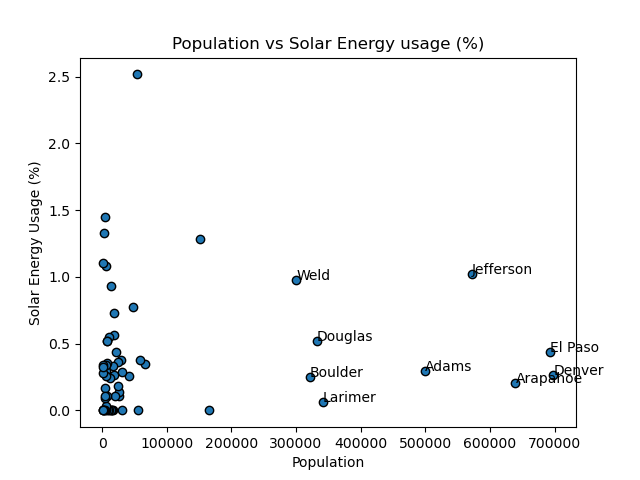 Population vs Solar Energy usage (%)
Solar Energy Usage (%)
2.5
2.0
1.5
1.0
0.5
0.0
Weld
Jefferson
Douglas
El Paso
Boulder
Adams
Denver
Arapahoe
Larimer
0 100000 200000 300000 400000 500000 600000 700000
Population